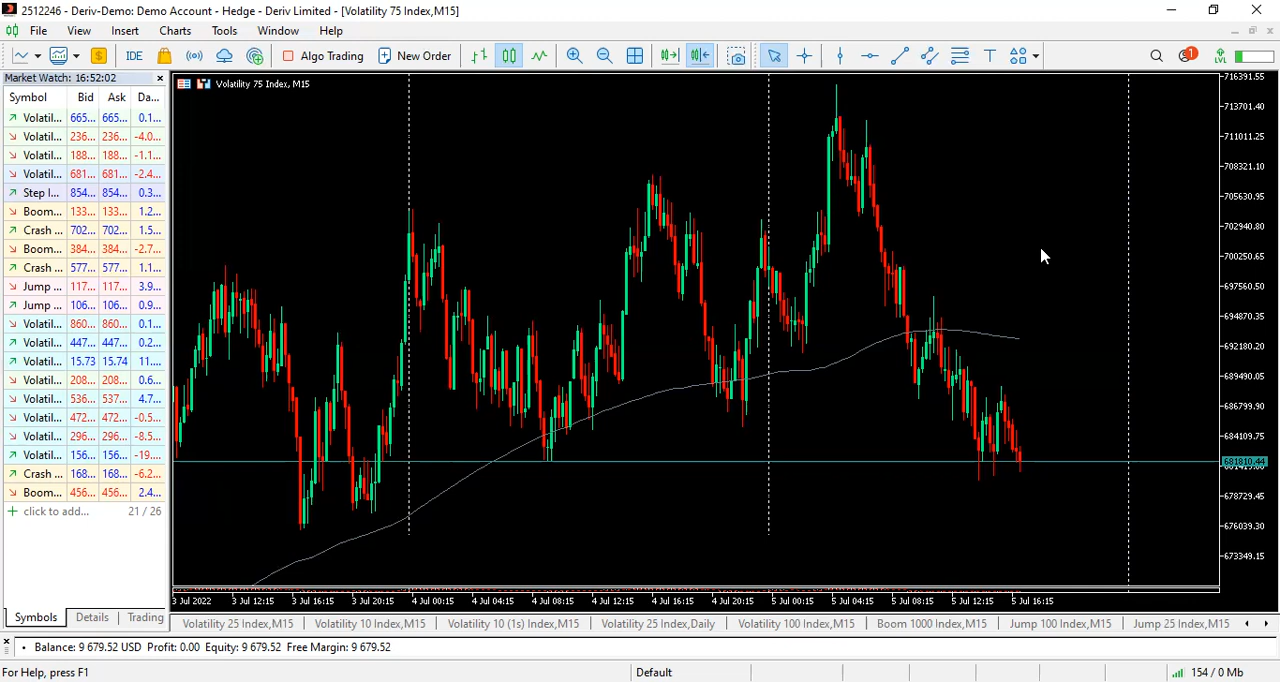 2512246 - Deriv-Demo: Demo Account - Hedge - Deriv Limited - [Volatility 75 Index,M15]
File View Insert Charts Tools Window Help
IDE Algo Trading New Order T 1 LVL
Market Watch: 16:52:02
Symbol Bid Ask Da...
Volatil... 665... 665... 0.1...
Volatil... 236... 236... -4.0...
Volatil... 188... 188... -1.1...
Volatil... 681... 681... -2.4...
Step I... 854... 854... 0.3...
Boom... 133... 133... 1.2...
Crash ... 702... 702... 1.5...
Boom... 384... 384... -2.7...
Crash ... 577... 577... 1.1...
Jump ... 117... 117... 3.9...
Jump ... 106... 106... 0.9...
Volatil... 860... 860... 0.1...
Volatil... 447... 447... 0.2...
Volatil... 15.73 15.74 11....
Volatil... 208... 208... 0.6...
Volatil... 536... 537... 4.7...
Volatil... 472... 472... -0.5...
Volatil... 296... 296... -8.5...
Volatil... 156... 156... -19....
Crash ... 168... 168... -6.2...
Boom... 456... 456... 2.4...
click to add... 21 / 26
Symbols Details Trading
Volatility 75 Index, M15
716391.55
713701.40
711011.25
708321.10
705630.95
702940.80
700250.65
697560.50
694870.35
692180.20
689490.05
686799.90
684109.75
681810.44
678729.45
676039.30
673349.15
3 Jul 2022 3 Jul 12:15 3 Jul 16:15 3 Jul 20:15 4 Jul 00:15 4 Jul 04:15 4 Jul 08:15 4 Jul 12:15 4 Jul 16:15 4 Jul 20:15 5 Jul 00:15 5 Jul 04:15 5 Jul 08:15 5 Jul 12:15 5 Jul 16:15
Volatility 25 Index,M15 Volatility 10 Index,M15 Volatility 10 (1s) Index,M15 Volatility 25 Index,Daily Volatility 100 Index,M15 Boom 1000 Index,M15 Jump 100 Index,M15 Jump 25 Index,M15
Balance: 9 679.52 USD Profit: 0.00 Equity: 9 679.52 Free Margin: 9 679.52
For Help, press F1 Default 154 / 0 Mb